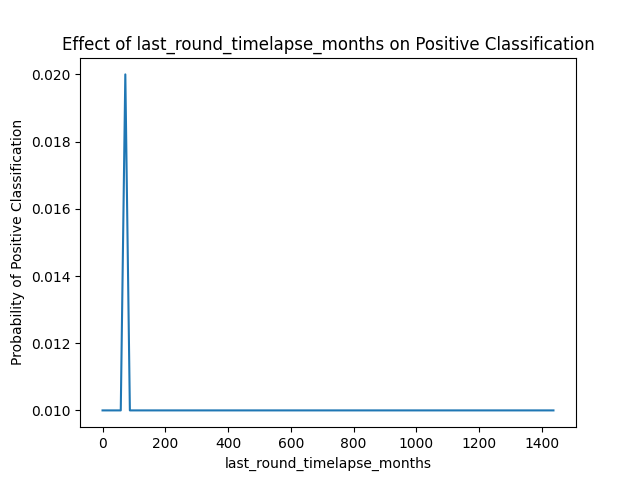 Effect of last_round_timelapse_months on Positive Classification
0.020
0.018
0.016
0.014
0.012
0.010
Probability of Positive Classification
0 200 400 600 800 1000 1200 1400
last_round_timelapse_months